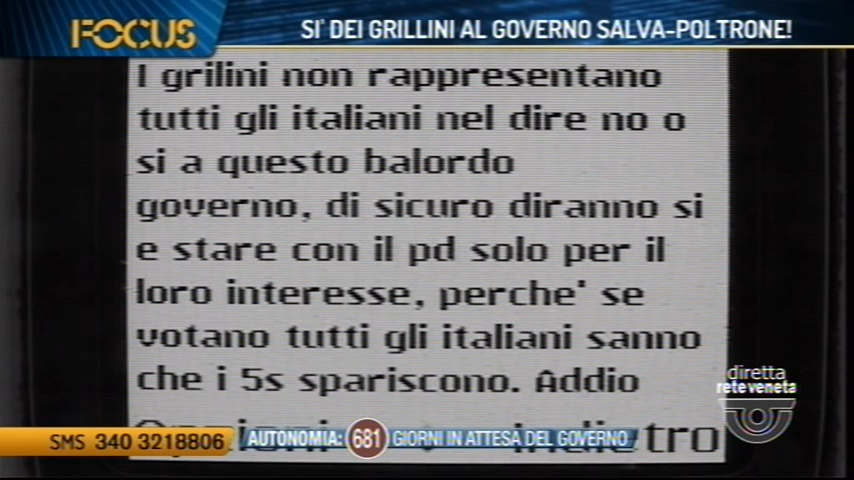 FOCUS
SI' DEI GRILLINI AL GOVERNO SALVA-POLTRONE!
I grilini non rappresentano
tutti gli italiani nel dire no o
si a questo balordo
governo, di sicuro diranno si
e stare con il pd solo per il
loro interesse, perche' se
votano tutti gli italiani sanno
che i 5s spariscono. Addio
indietro
diretta
reteveneta
SMS 340 3218806
AUTONOMIA: 681 GIORNI IN ATTESA DEL GOVERNO